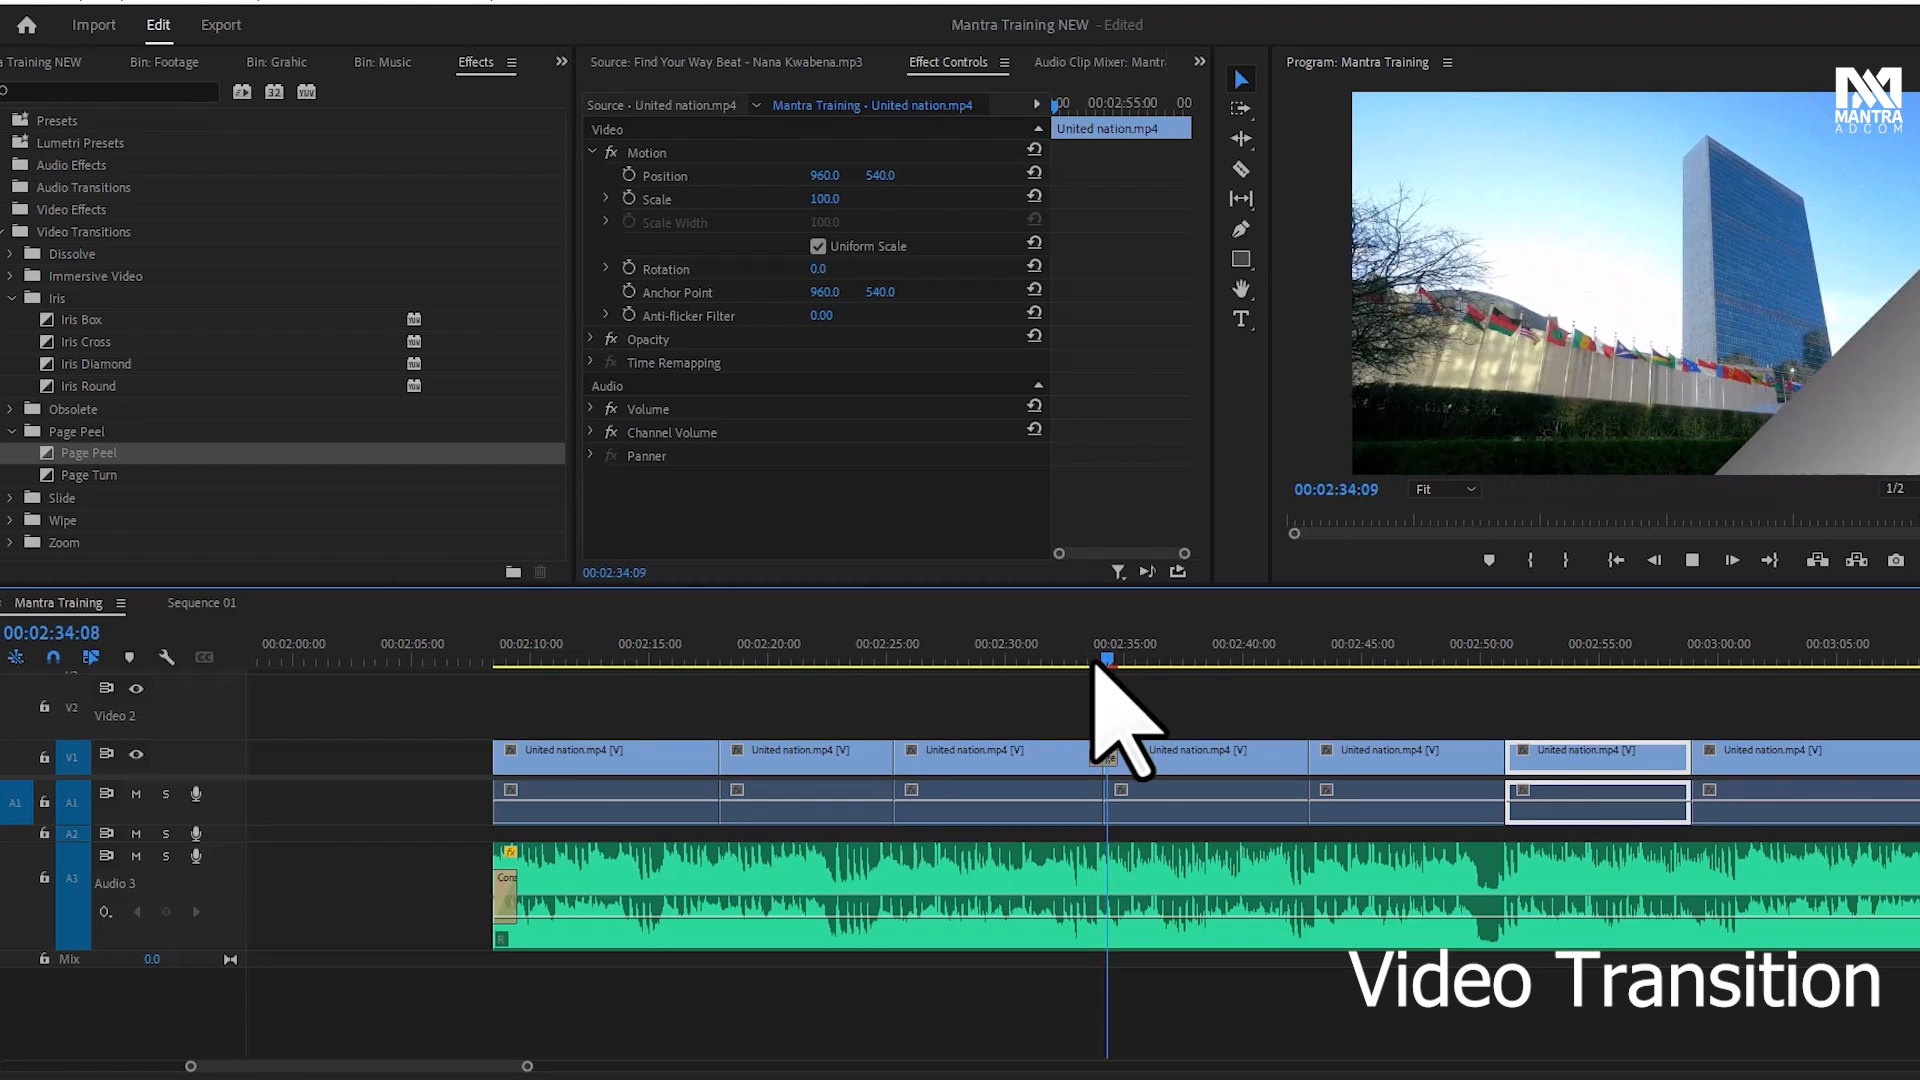 Import Edit Export Mantra Training NEW - Edited
Training NEW Bin: Footage Bin: Grahic Bin: Music Effects
Source: Find Your Way Beat - Nana Kwabena.mp3 Effect Controls Audio Clip Mixer: Mantr
Program: Mantra Training
MANTRA
ADCOM
32 YUV
Presets
Lumetri Presets
Audio Effects
Audio Transitions
Video Effects
Video Transitions
Dissolve
Immersive Video
Iris
Iris Box
Iris Cross
Iris Diamond
Iris Round
Obsolete
Page Peel
Page Peel
Page Turn
Slide
Wipe
Zoom
Source - United nation.mp4 Mantra Training - United nation.mp4
00 00:02:55:00 00
Video United nation.mp4
fx Motion
Position 960.0 540.0
Scale 100.0
Scale Width 100.0
Uniform Scale
Rotation 0.0
Anchor Point 960.0 540.0
Anti-flicker Filter 0.00
fx Opacity
fx Time Remapping
Audio
fx Volume
fx Channel Volume
fx Panner
00:02:34:09
00:02:34:09 Fit 1/2
Mantra Training Sequence 01
00:02:34:08
00:02:00:00 00:02:05:00 00:02:10:00 00:02:15:00 00:02:20:00 00:02:25:00 00:02:30:00 00:02:35:00 00:02:40:00 00:02:45:00 00:02:50:00 00:02:55:00 00:03:00:00 00:03:05:00
V2 Video 2
V1 United nation.mp4 [V] United nation.mp4 [V] United nation.mp4 [V] United nation.mp4 [V] United nation.mp4 [V] United nation.mp4 [V] United nation.mp4 [V]
A1 A1 M S
A2 M S
A3 M S
Audio 3
Cons
R
Mix 0.0
Video Transition